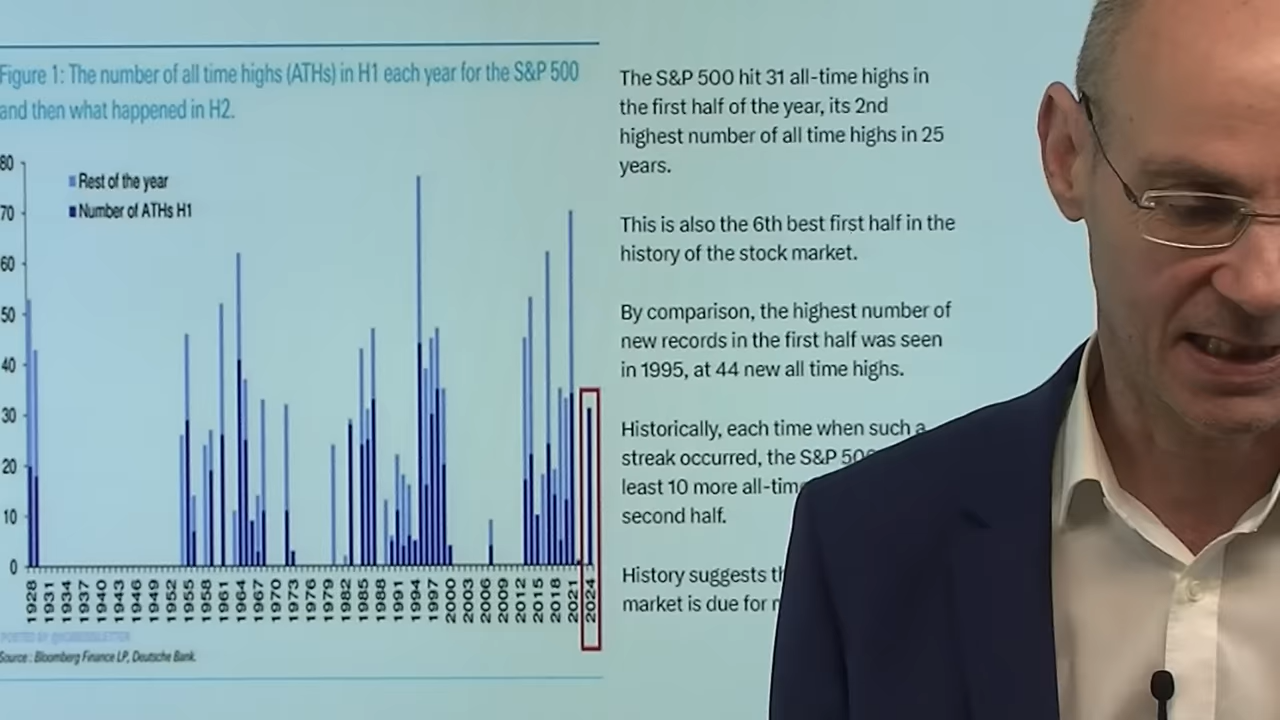 Figure 1: The number of all time highs (ATHs) in H1 each year for the S&P 500
and then what happened in H2.
80
Rest of the year
Number of ATHs H1
70
60
50
40
30
20
10
0
1928 1931 1934 1937 1940 1943 1946 1949 1952 1955 1958 1961 1964 1967 1970 1973 1976 1979 1982 1985 1988 1991 1994 1997 2000 2003 2006 2009 2012 2015 2018 2021 2024
POSTED BY @KOBEISSILETTER
Source: Bloomberg Finance LP, Deutsche Bank.
The S&P 500 hit 31 all-time highs in
the first half of the year, its 2nd
highest number of all time highs in 25
years.
This is also the 6th best first half in the
history of the stock market.
By comparison, the highest number of
new records in the first half was seen
in 1995, at 44 new all time highs.
Historically, each time when such a
streak occurred, the S&P 50
least 10 more all-tim
second half.
History suggests th
market is due for